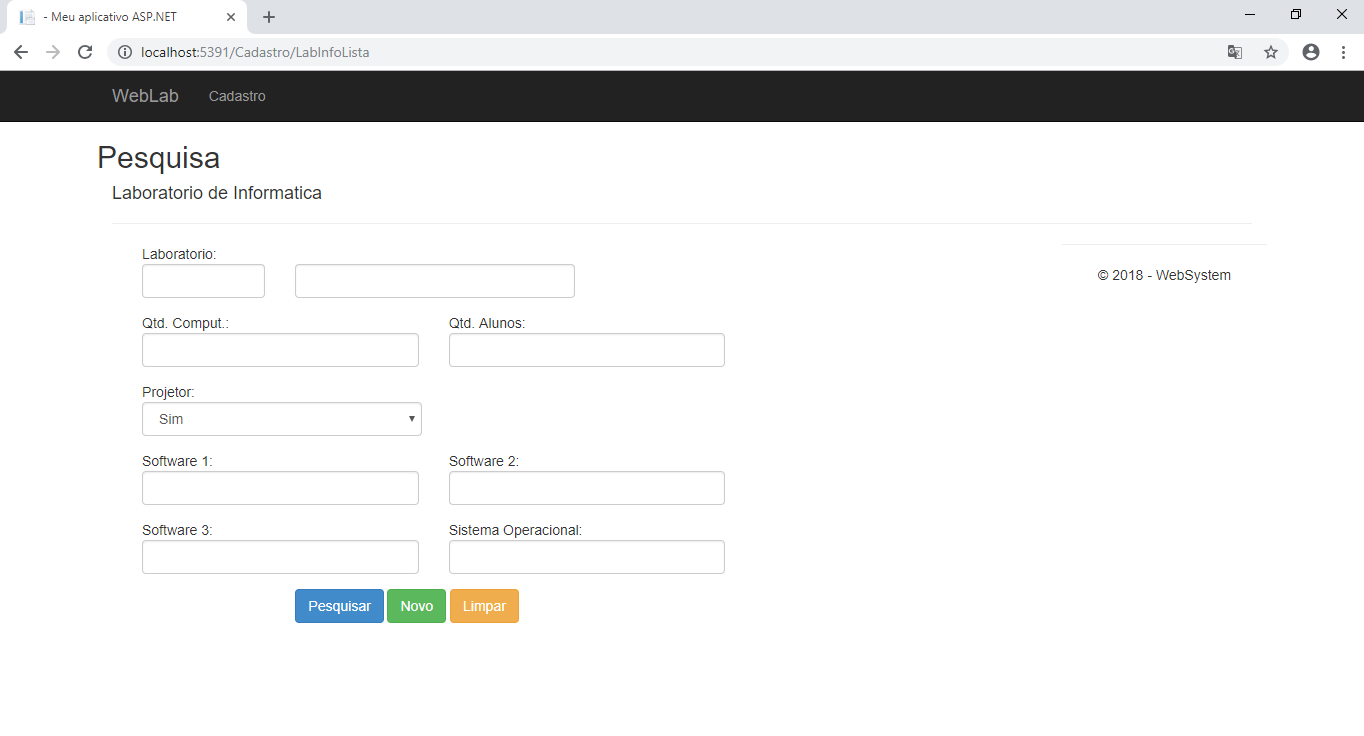 - Meu aplicativo ASP.NET
localhost:5391/Cadastro/LabInfoLista
WebLab Cadastro
Pesquisa
Laboratorio de Informatica
Laboratorio:
© 2018 - WebSystem
Qtd. Comput.: Qtd. Alunos:
Projetor:
Sim
Software 1: Software 2:
Software 3: Sistema Operacional:
Pesquisar Novo Limpar